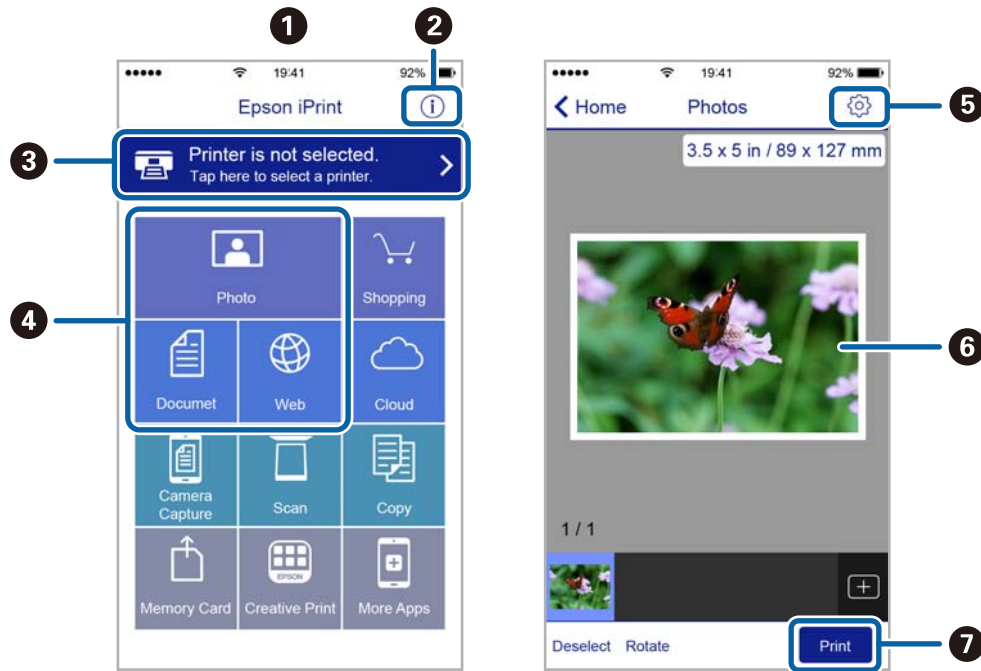 1
2
19:41
92%
Epson iPrint
3
Printer is not selected.
Tap here to select a printer.
4
Photo
Shopping
Documet
Web
Cloud
Camera
Capture
Scan
Copy
EPSON
Memory Card
Creative Print
More Apps
19:41
92%
Home
Photos
5
3.5 x 5 in / 89 x 127 mm
6
1 / 1
Deselect
Rotate
Print
7